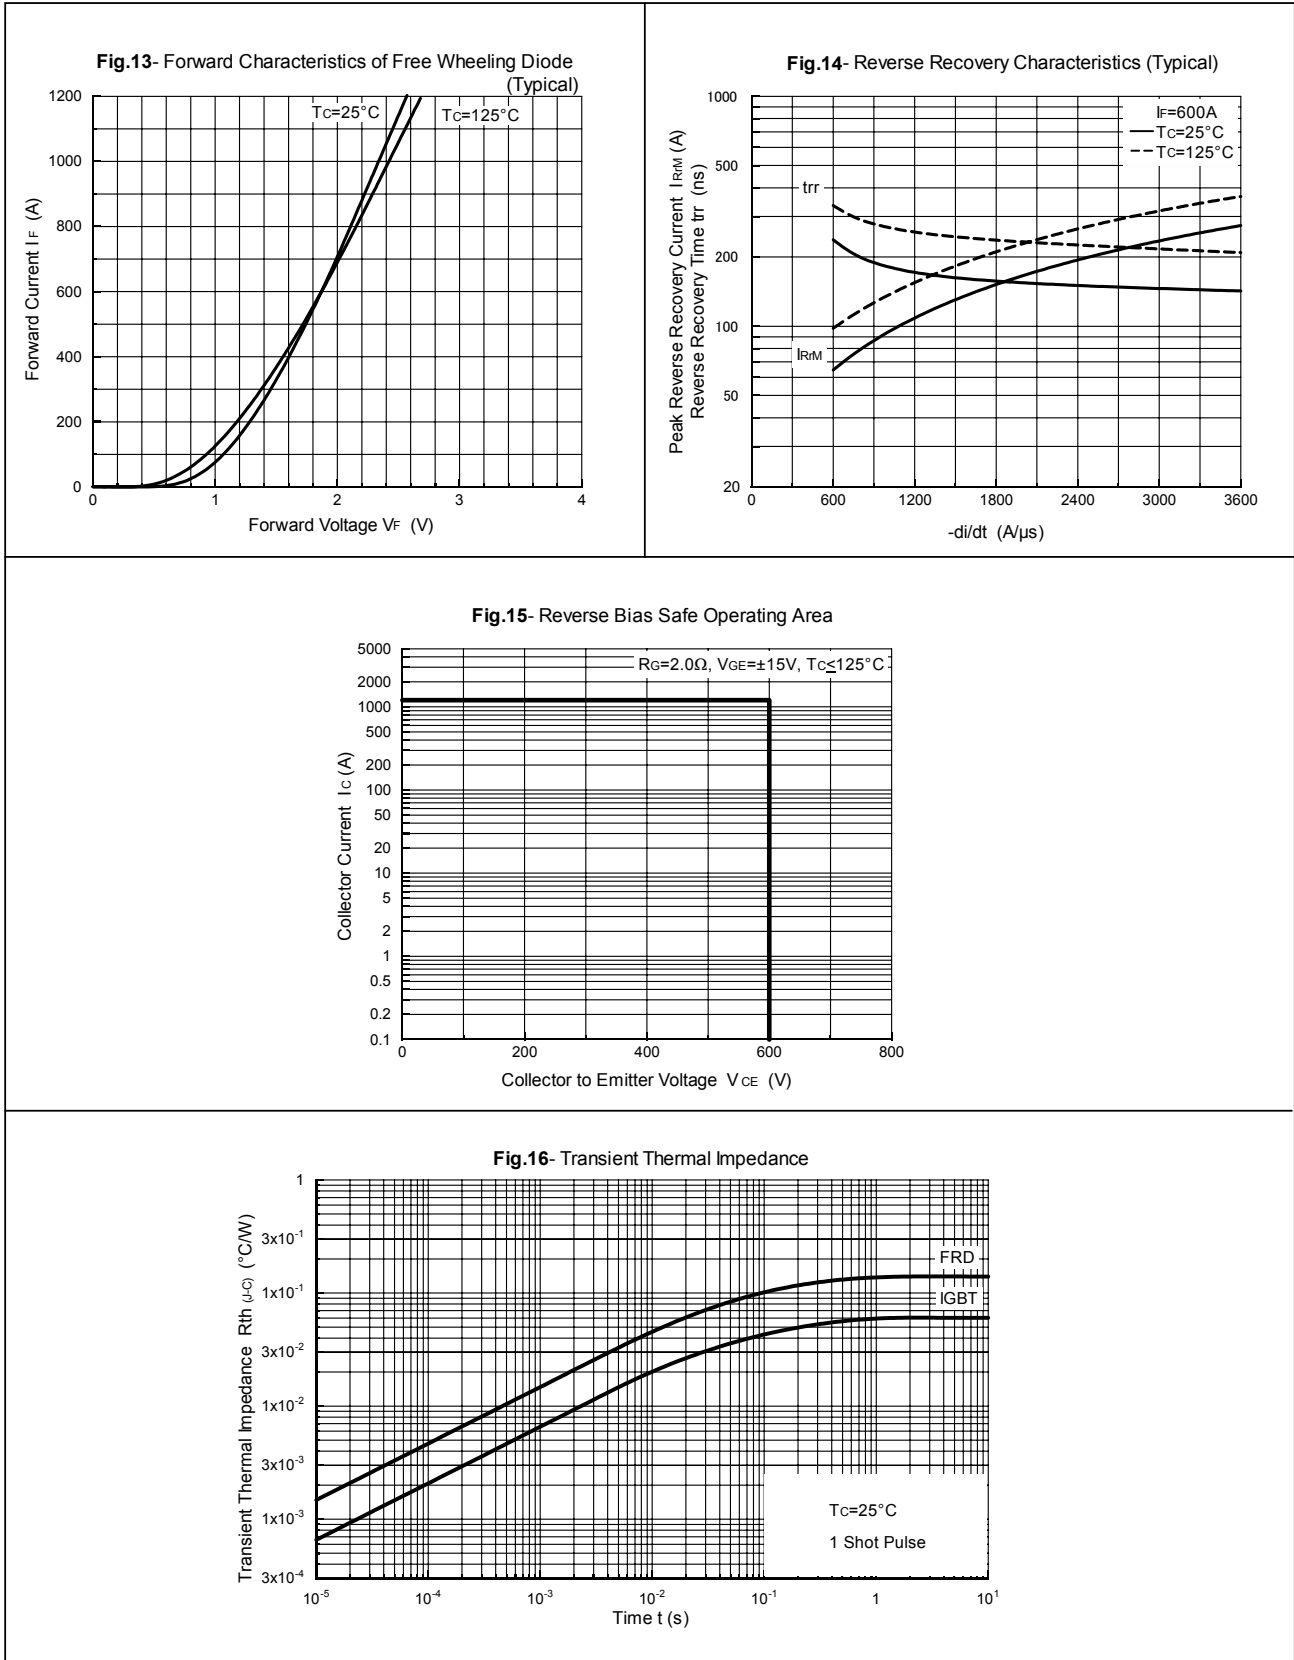 Fig.13- Forward Characteristics of Free Wheeling Diode
(Typical)
1200
1000
800
600
400
200
0
TC=25°C
TC=125°C
Forward Current IF (A)
0 1 2 3 4
Forward Voltage VF (V)
Fig.14- Reverse Recovery Characteristics (Typical)
1000
500
200
100
50
20
IF=600A
TC=25°C
TC=125°C
trr
IRrM
Peak Reverse Recovery Current IRrM (A)
Reverse Recovery Time trr (ns)
0 600 1200 1800 2400 3000 3600
-di/dt (A/µs)
Fig.15- Reverse Bias Safe Operating Area
5000
2000
1000
500
200
100
50
20
10
5
2
1
0.5
0.2
0.1
RG=2.0Ω, VGE=±15V, TC≤125°C
Collector Current IC (A)
0 200 400 600 800
Collector to Emitter Voltage VCE (V)
Fig.16- Transient Thermal Impedance
1
3x10-1
1x10-1
3x10-2
1x10-2
3x10-3
1x10-3
3x10-4
FRD
IGBT
TC=25°C
1 Shot Pulse
Transient Thermal Impedance Rth (J-C) (°C/W)
10-5 10-4 10-3 10-2 10-1 1 101
Time t (s)